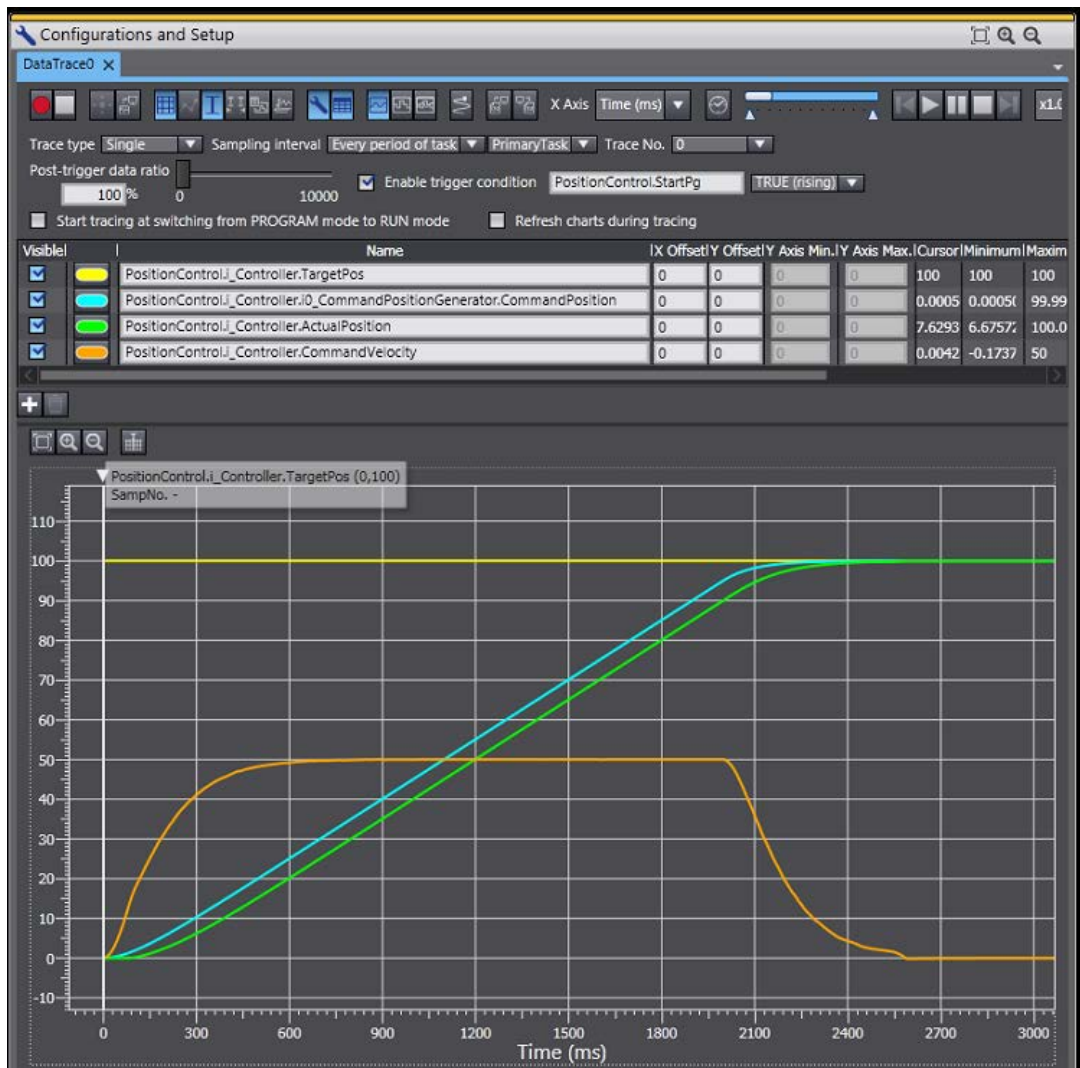 Configurations and Setup
DataTrace0
X Axis Time (ms)
Trace type Single Sampling interval Every period of task PrimaryTask Trace No. 0
Post-trigger data ratio
100 % 0 10000 Enable trigger condition PositionControl.StartPg TRUE (rising)
Start tracing at switching from PROGRAM mode to RUN mode Refresh charts during tracing
Visible Name X Offset Y Offset Y Axis Min. Y Axis Max. Cursor Minimum Maxim
PositionControl.i_Controller.TargetPos 0 0 0 0 100 100 100
PositionControl.i_Controller.i0_CommandPositionGenerator.CommandPosition 0 0 0 0 0.0005 0.0005( 99.99
PositionControl.i_Controller.ActualPosition 0 0 0 0 7.6293 6.6757 100.0
PositionControl.i_Controller.CommandVelocity 0 0 0 0 0.0042 -0.1737 50
PositionControl.i_Controller.TargetPos (0,100)
SampNo. -
110
100
90
80
70
60
50
40
30
20
10
0
-10
0 300 600 900 1200 1500 1800 2100 2400 2700 3000
Time (ms)